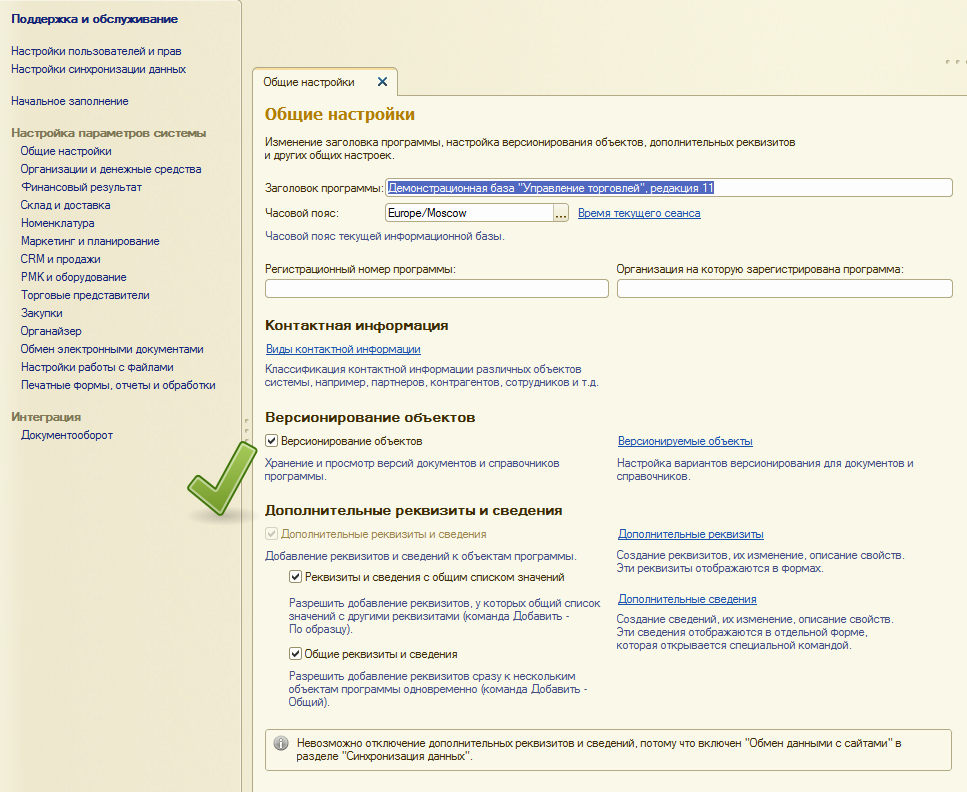 Поддержка и обслуживание
Настройки пользователей и прав
Настройки синхронизации данных
Начальное заполнение
Настройка параметров системы
Общие настройки
Организации и денежные средства
Финансовый результат
Склад и доставка
Номенклатура
Маркетинг и планирование
CRM и продажи
РМК и оборудование
Торговые представители
Закупки
Органайзер
Обмен электронными документами
Настройки работы с файлами
Печатные формы, отчеты и обработки
Интеграция
Документооборот
Общие настройки
Общие настройки
Изменение заголовка программы, настройка версионирования объектов, дополнительных реквизитов
и других общих настроек.
Заголовок программы: Демонстрационная база "Управление торговлей", редакция 11
Часовой пояс: Europe/Moscow ... Время текущего сеанса
Часовой пояс текущей информационной базы.
Регистрационный номер программы: Организация на которую зарегистрирована программа:
Контактная информация
Виды контактной информации
Классификация контактной информации различных объектов
системы, например, партнеров, контрагентов, сотрудников и т.д.
Версионирование объектов
Версионирование объектов
Хранение и просмотр версий документов и справочников
программы.
Версионируемые объекты
Настройка вариантов версионирования для документов и
справочников.
Дополнительные реквизиты и сведения
Дополнительные реквизиты и сведения
Добавление реквизитов и сведений к объектам программы.
Реквизиты и сведения с общим списком значений
Разрешить добавление реквизитов, у которых общий список
значений с другими реквизитами (команда Добавить -
По образцу).
Общие реквизиты и сведения
Разрешить добавление реквизитов сразу к нескольким
объектам программы одновременно (команда Добавить -
Общий).
Дополнительные реквизиты
Создание реквизитов, их изменение, описание свойств.
Эти реквизиты отображаются в формах.
Дополнительные сведения
Создание сведений, их изменение, описание свойств.
Эти сведения отображаются в отдельной форме,
которая открывается специальной командой.
Невозможно отключение дополнительных реквизитов и сведений, потому что включен "Обмен данными с сайтами" в
разделе "Синхронизация данных".